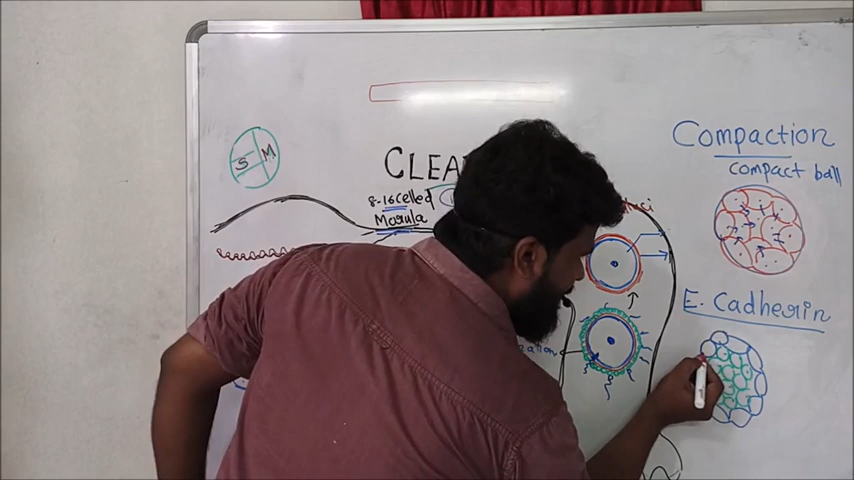 S M
CLEA
8-16celled
Morula
Compaction
compact ball
E. Cadherin